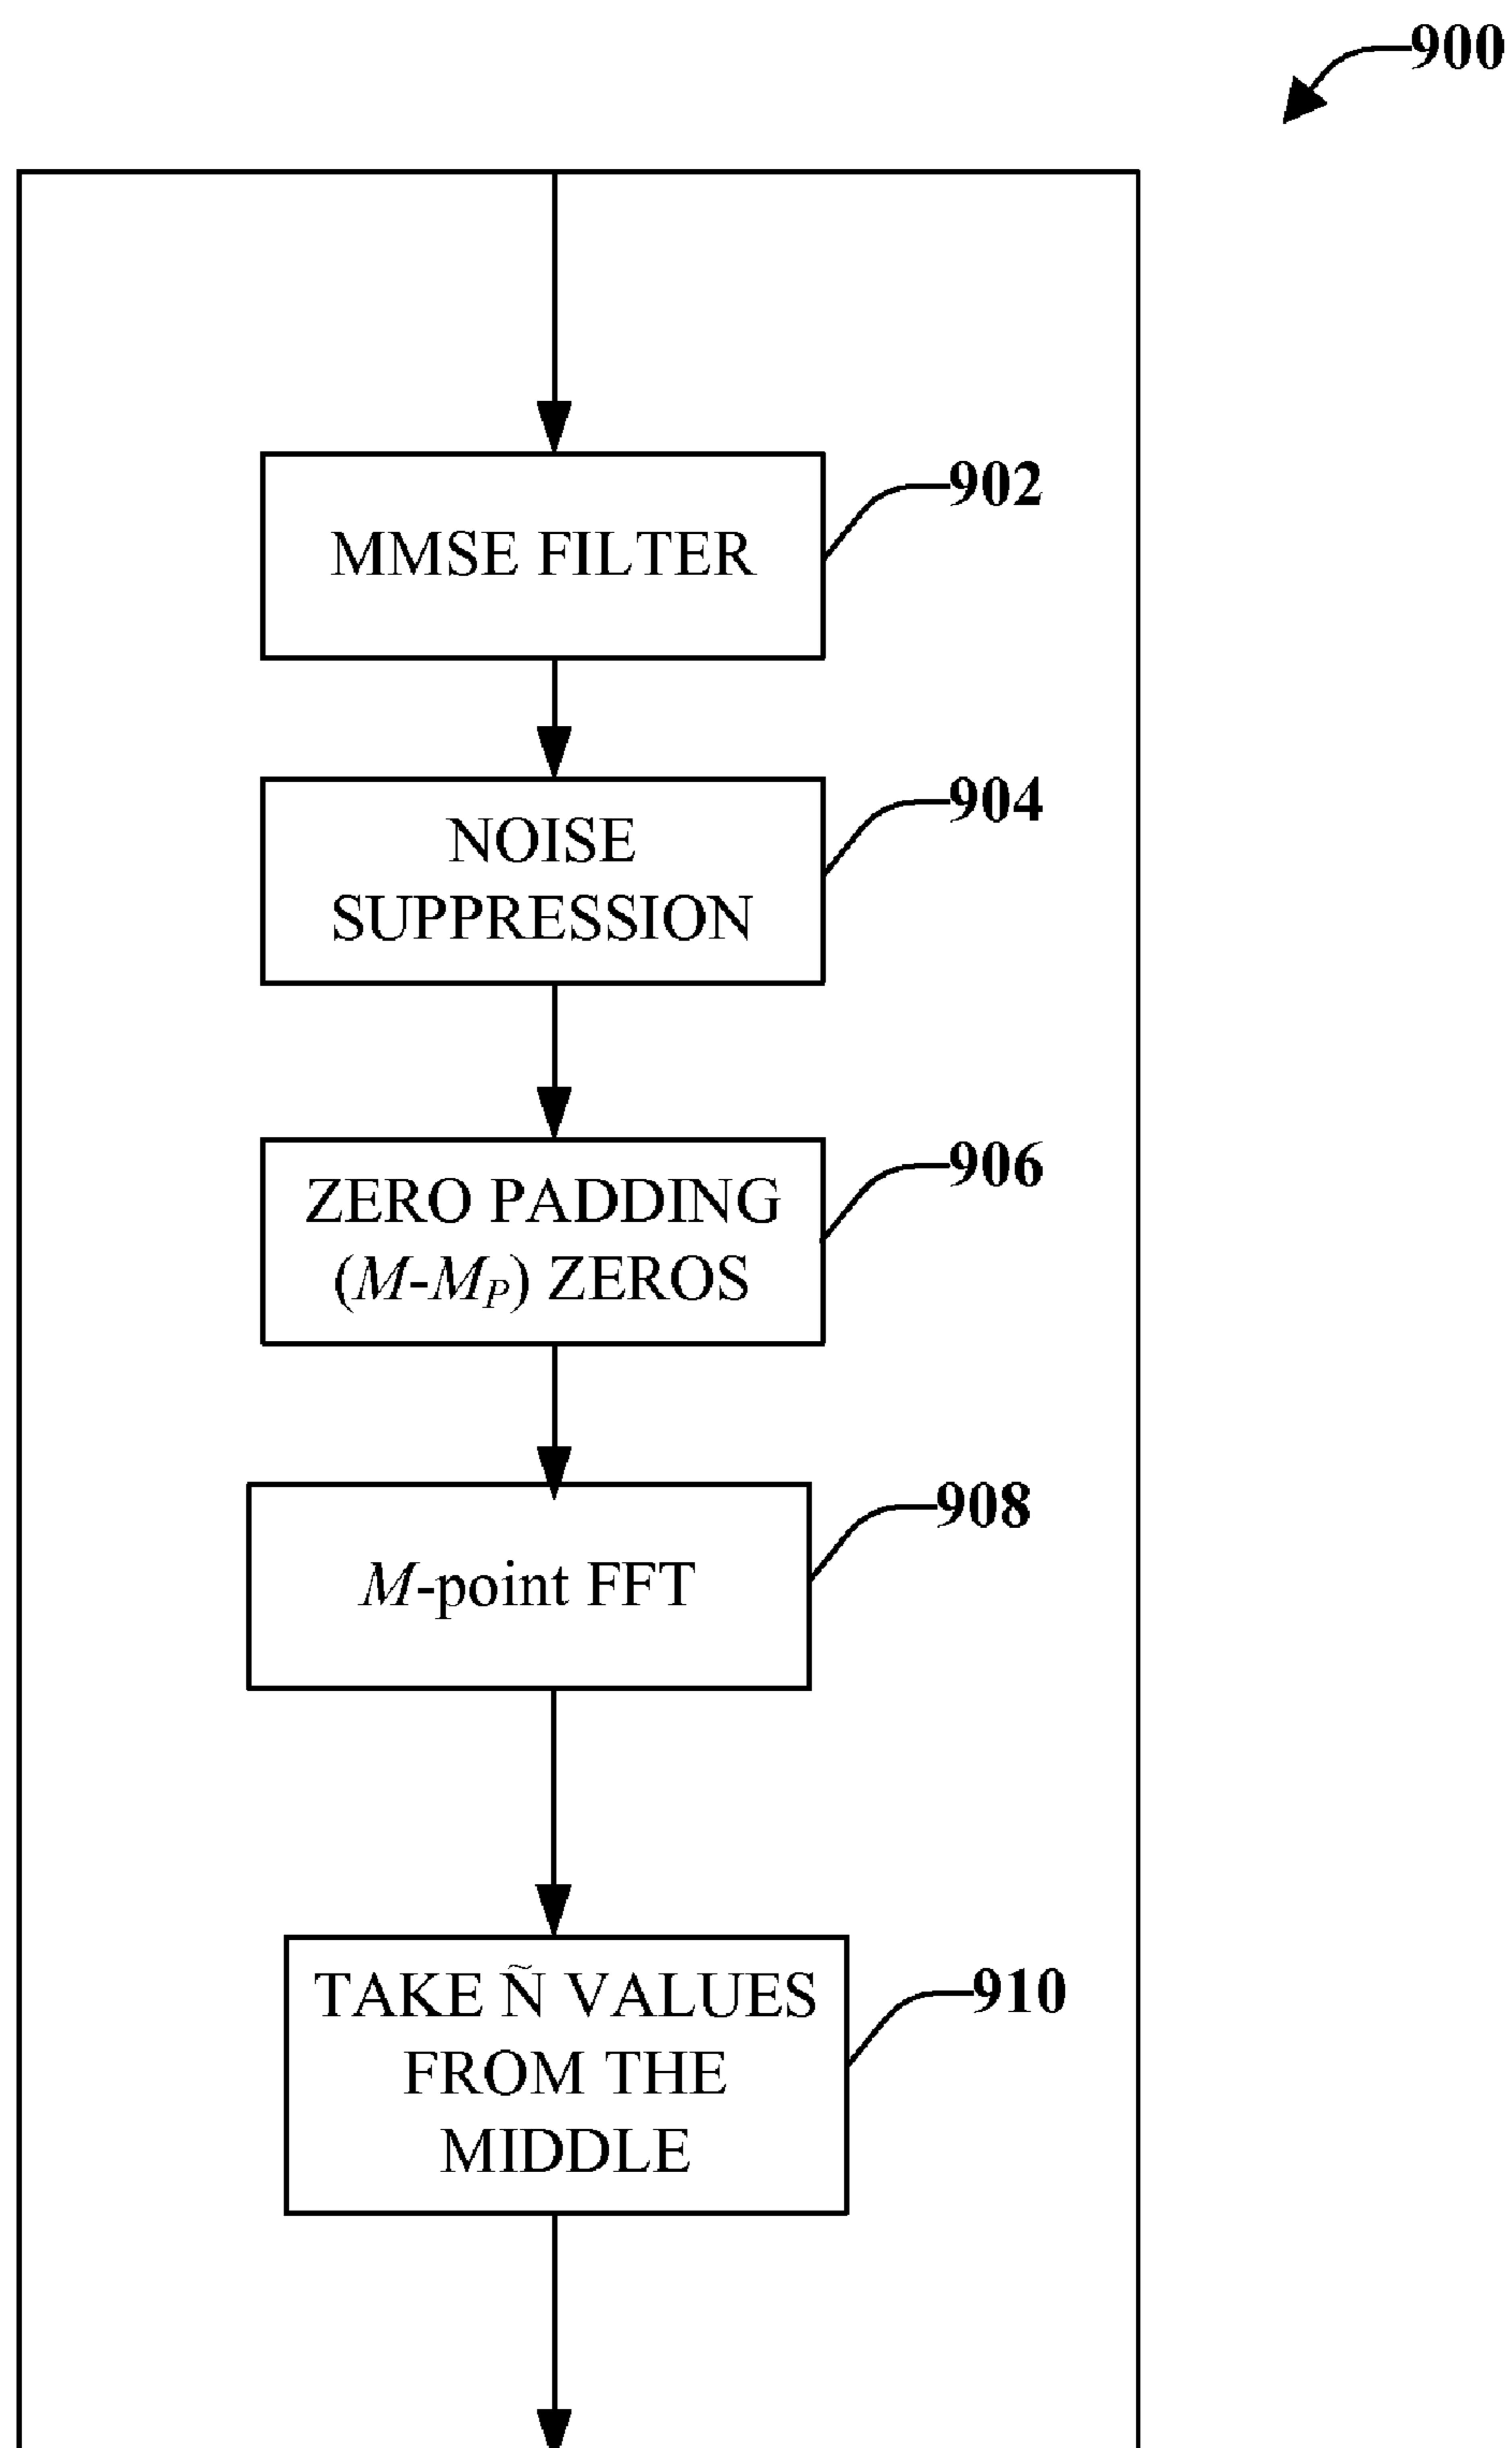 900
MMSE FILTER
902
NOISE
SUPPRESSION
904
ZERO PADDING
(M-MP) ZEROS
906
M-point FFT
908
TAKE Ñ VALUES
FROM THE
MIDDLE
910